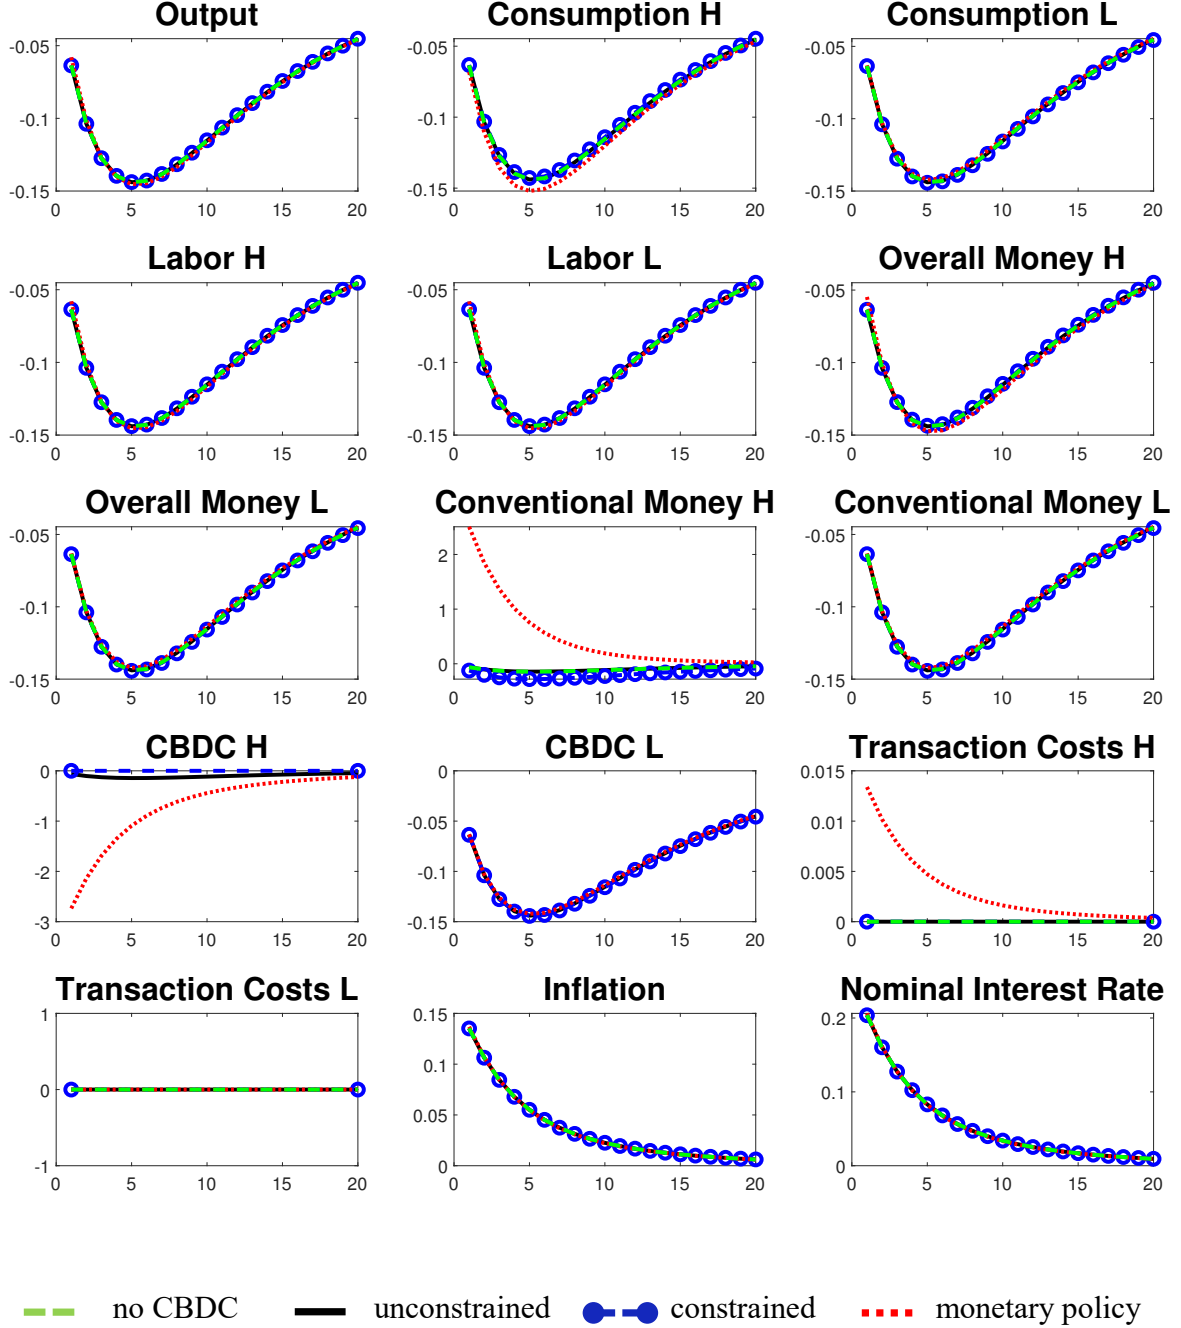 Output
Consumption H
Consumption L
-0.05
-0.1
-0.15
0 5 10 15 20
-0.05
-0.1
-0.15
0 5 10 15 20
-0.05
-0.1
-0.15
0 5 10 15 20
Labor H
Labor L
Overall Money H
-0.05
-0.1
-0.15
0 5 10 15 20
-0.05
-0.1
-0.15
0 5 10 15 20
-0.05
-0.1
-0.15
0 5 10 15 20
Overall Money L
Conventional Money H
Conventional Money L
-0.05
-0.1
-0.15
0 5 10 15 20
2
1
0
0 5 10 15 20
-0.05
-0.1
-0.15
0 5 10 15 20
CBDC H
CBDC L
Transaction Costs H
0
-1
-2
-3
0 5 10 15 20
0
-0.05
-0.1
-0.15
0 5 10 15 20
0.015
0.01
0.005
0
0 5 10 15 20
Transaction Costs L
Inflation
Nominal Interest Rate
1
0
-1
0 5 10 15 20
0.15
0.1
0.05
0
0 5 10 15 20
0.2
0.1
0
0 5 10 15 20
no CBDC
unconstrained
constrained
monetary policy